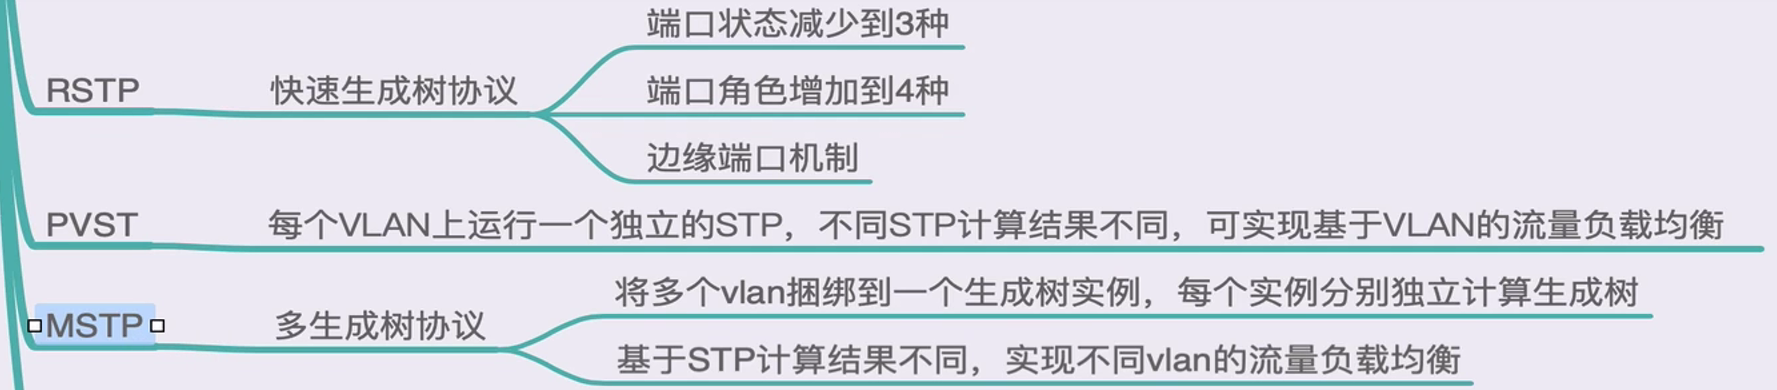 端口状态减少到3种
RSTP 快速生成树协议 端口角色增加到4种
边缘端口机制
PVST 每个VLAN上运行一个独立的STP，不同STP计算结果不同，可实现基于VLAN的流量负载均衡
将多个vlan捆绑到一个生成树实例，每个实例分别独立计算生成树
MSTP 多生成树协议
基于STP计算结果不同，实现不同vlan的流量负载均衡